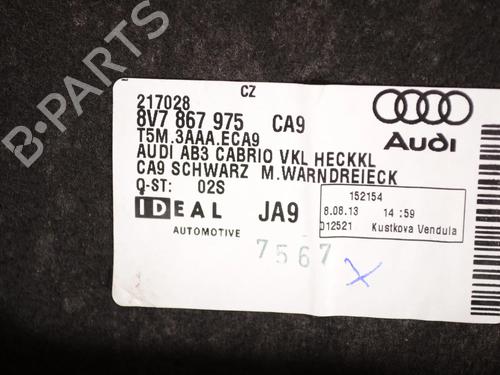 B-PARTS
CZ
217028
8V7 867 975 CA9
T5M.3AAA.ECA9
AUDI AB3 CABRIO VKL HECKKL
CA9 SCHWARZ M.WARNDREIECK
Q-ST: 02S
IDEAL JA9
AUTOMOTIVE
Audi
152154
8.08.13 14:59
012521 Kustkova Vendula
7567
X